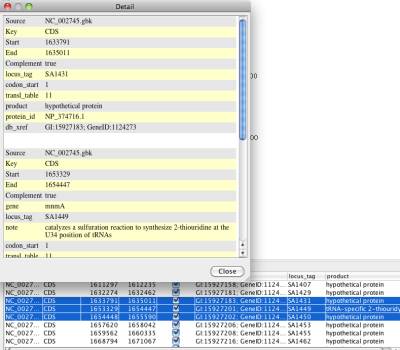 Detail
Source NC_002745.gbk
Key CDS
Start 1633791
End 1635011
Complement true
locus_tag SA1431
codon_start 1
transl_table 11
product hypothetical protein
protein_id NP_374716.1
db_xref GI:15927183; GeneID:1124273
Source NC_002745.gbk
Key CDS
Start 1653329
End 1654447
Complement true
gene mnmA
locus_tag SA1449
note catalyzes a sulfuration reaction to synthesize 2-thiouridine at the
U34 position of tRNAs
codon_start 1
transl_table 11
Close
00
00
locus_tag product
NC_0027... CDS 1611297 1612235 GI:15927158; GeneID:1124... SA1407 hypothetical protein
NC_0027... CDS 1632274 1632462 GI:15927181; GeneID:1124... SA1429 hypothetical protein
NC_0027... CDS 1633791 1635011 GI:15927183; GeneID:1124... SA1431 hypothetical protein
NC_0027... CDS 1653329 1654447 GI:15927201; GeneID:1124... SA1449 tRNA-specific 2-thiouridy
NC_0027... CDS 1654448 1655590 GI:15927202; GeneID:1124... SA1450 hypothetical protein
NC_0027... CDS 1657620 1658042 GI:15927206; GeneID:1124... SA1454 hypothetical protein
NC_0027... CDS 1659562 1660335 GI:15927208; GeneID:1124... SA1455 hypothetical protein
NC_0027... CDS 1668794 1671067 GI:15927216; GeneID:1124... SA1462 hypothetical protein